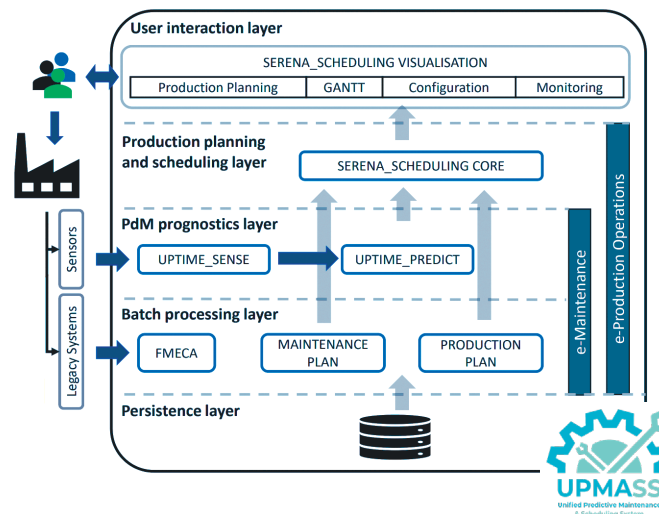 User interaction layer
SERENA_SCHEDULING VISUALISATION
Production Planning
GANTT
Configuration
Monitoring
Production planning
and scheduling layer
SERENA_SCHEDULING CORE
PdM prognostics layer
Sensors
UPTIME_SENSE
UPTIME_PREDICT
Batch processing layer
Legacy Systems
FMECA
MAINTENANCE
PLAN
PRODUCTION
PLAN
e-Maintenance
e-Production Operations
Persistence layer
UPMASS
Unified Predictive Maintenance
& Scheduling System